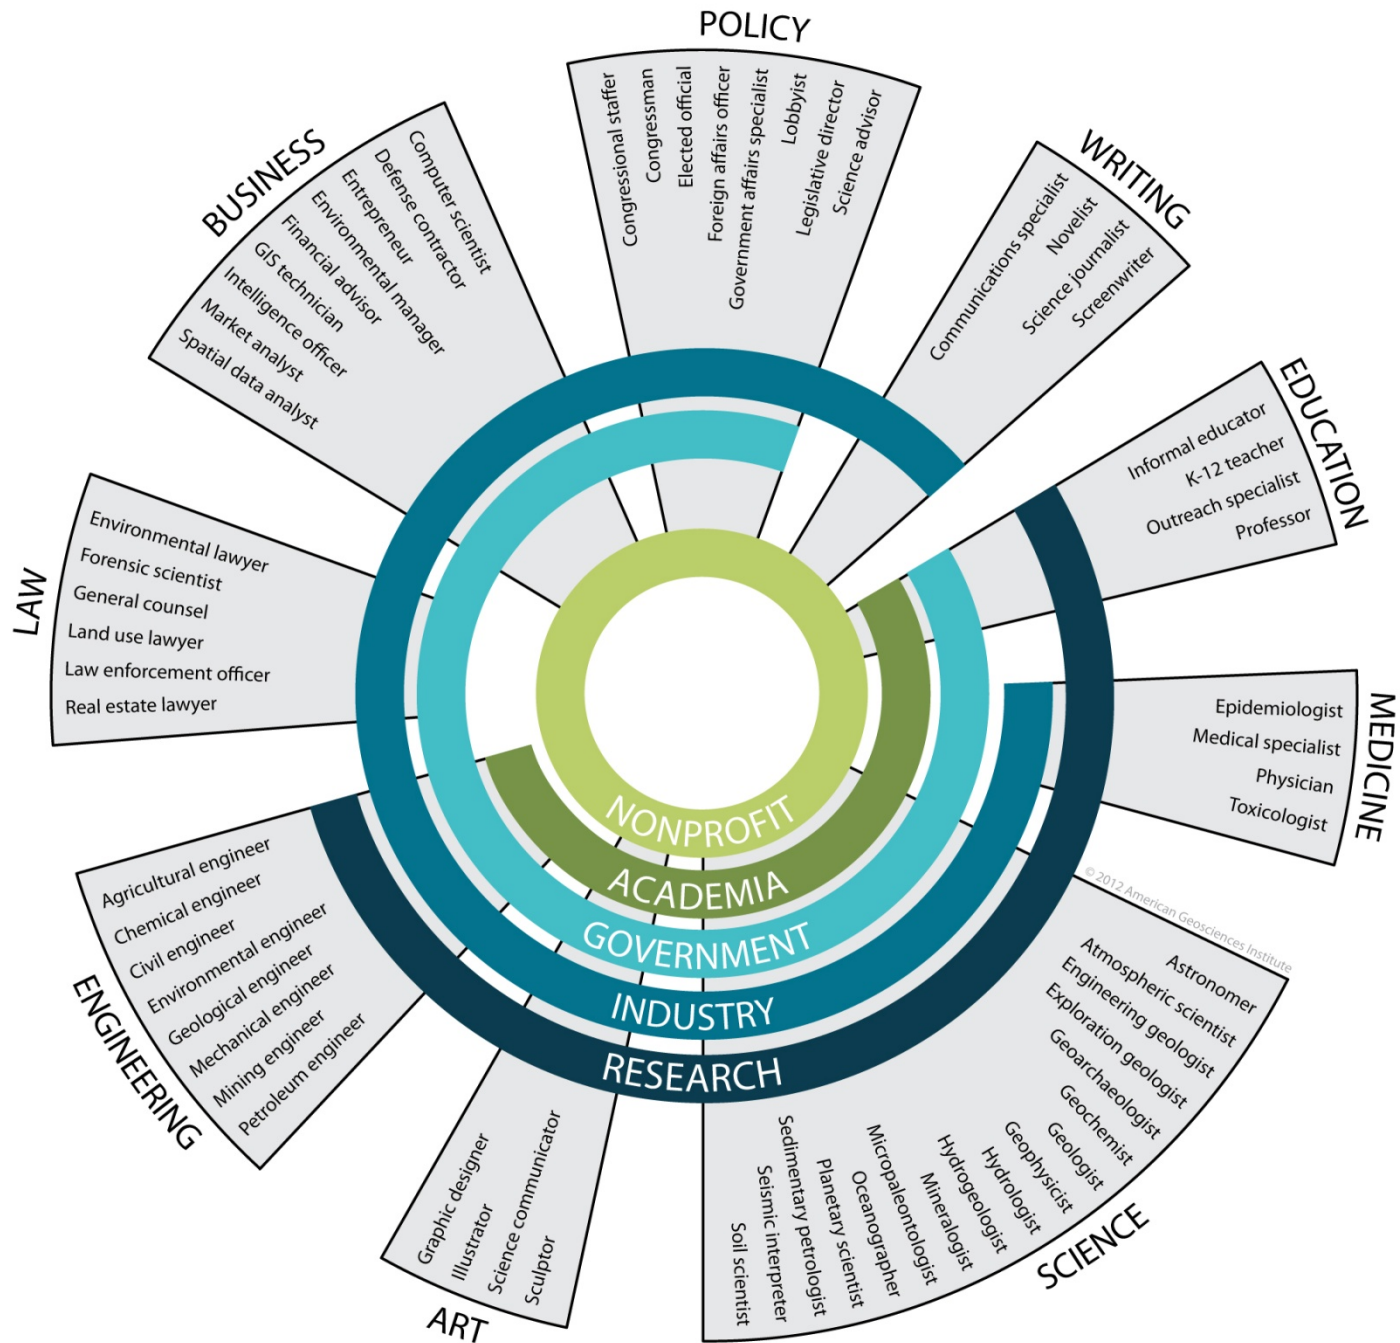 POLICY
Congressional staffer
Congressman
Elected official
Foreign affairs officer
Government affairs specialist
Lobbyist
Legislative director
Science advisor
WRITING
Communications specialist
Novelist
Science journalist
Screenwriter
EDUCATION
Informal educator
K-12 teacher
Outreach specialist
Professor
MEDICINE
Epidemiologist
Medical specialist
Physician
Toxicologist
© 2012 American Geosciences Institute
SCIENCE
Astronomer
Atmospheric scientist
Engineering geologist
Exploration geologist
Geoarchaeologist
Geochemist
Geologist
Geophysicist
Hydrologist
Hydrogeologist
Mineralogist
Micropaleontologist
Oceanographer
Planetary scientist
Sedimentary petrologist
Seismic interpreter
Soil scientist
ART
Graphic designer
Illustrator
Science communicator
Sculptor
ENGINEERING
Agricultural engineer
Chemical engineer
Civil engineer
Environmental engineer
Geological engineer
Mechanical engineer
Mining engineer
Petroleum engineer
LAW
Environmental lawyer
Forensic scientist
General counsel
Land use lawyer
Law enforcement officer
Real estate lawyer
BUSINESS
Computer scientist
Defense contractor
Entrepreneur
Environmental manager
Financial advisor
GIS technician
Intelligence officer
Market analyst
Spatial data analyst
NONPROFIT
ACADEMIA
GOVERNMENT
INDUSTRY
RESEARCH